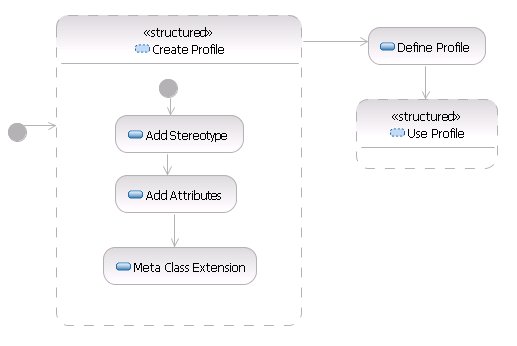 «structured»
Create Profile
Add Stereotype
Add Attributes
Meta Class Extension
Define Profile
«structured»
Use Profile